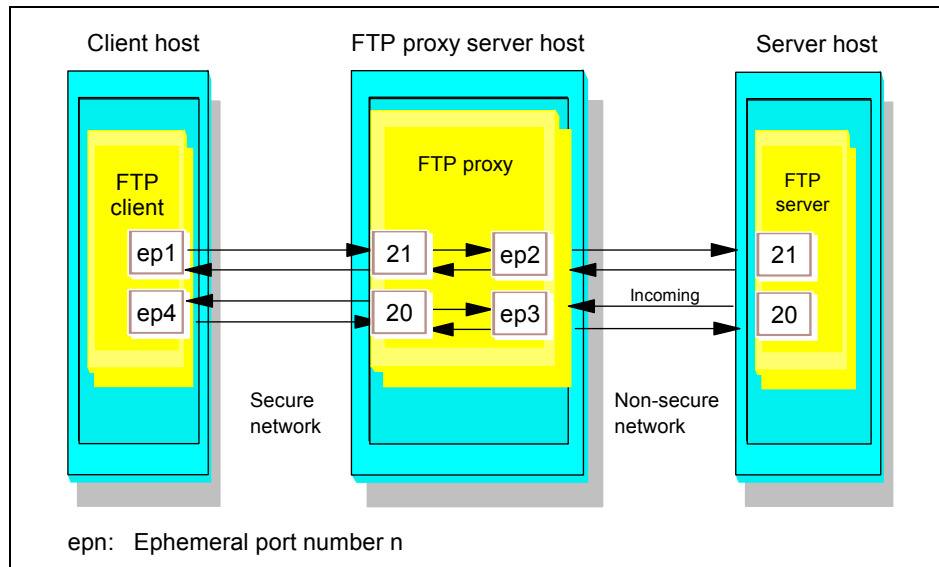 Client host
FTP proxy server host
Server host
FTP
client
FTP proxy
FTP
server
ep1
21
ep2
21
Incoming
ep4
20
ep3
20
Secure
network
Non-secure
network
epn: Ephemeral port number n